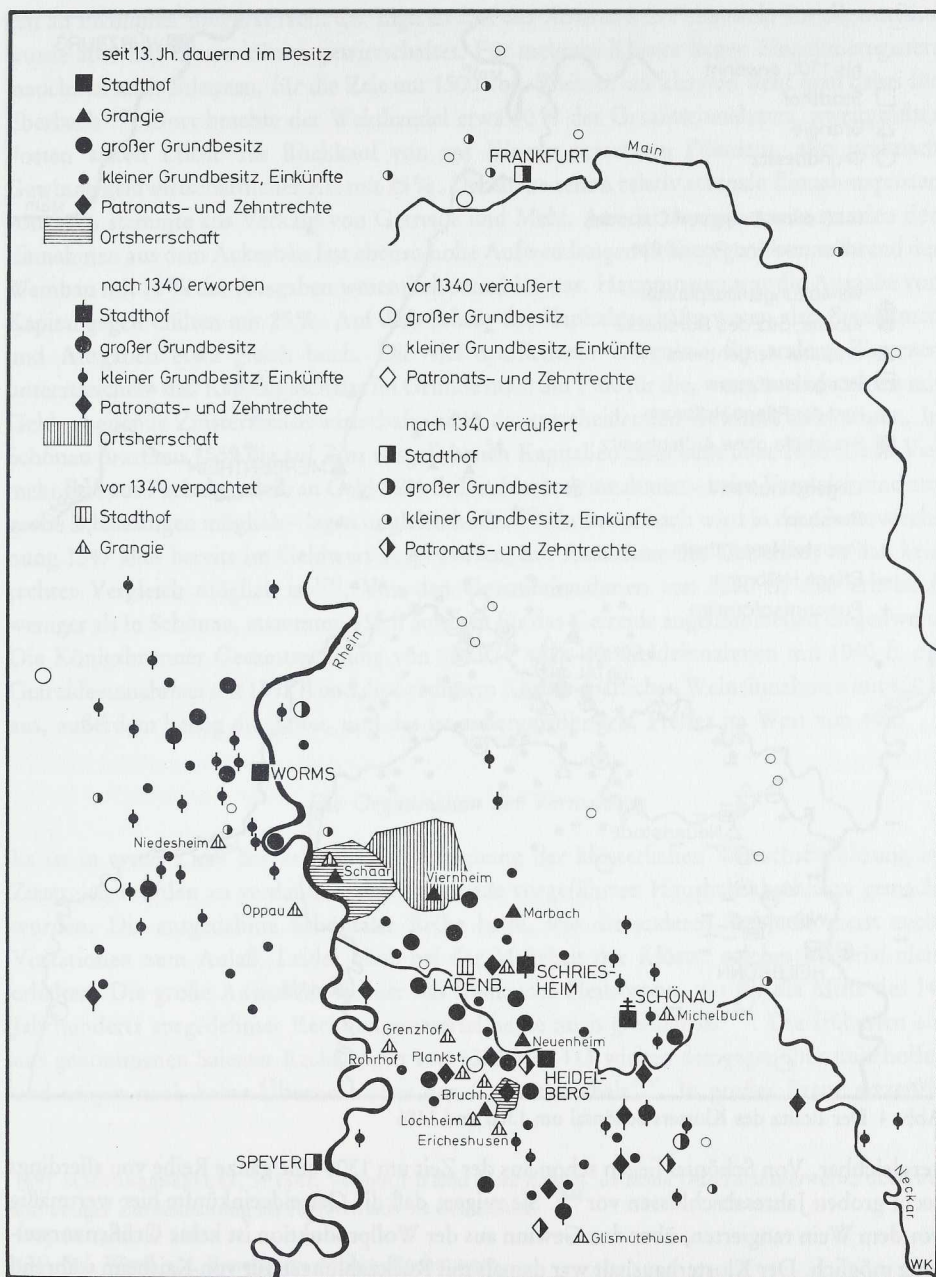 seit 13. Jh. dauernd im Besitz
Stadthof
Grangie
großer Grundbesitz
kleiner Grundbesitz, Einkünfte
Patronats- und Zehntrechte
Ortsherrschaft
nach 1340 erworben
Stadthof
großer Grundbesitz
kleiner Grundbesitz, Einkünfte
Patronats- und Zehntrechte
Ortsherrschaft
vor 1340 verpachtet
Stadthof
Grangie
vor 1340 veräußert
großer Grundbesitz
kleiner Grundbesitz, Einkünfte
Patronats- und Zehntrechte
nach 1340 veräußert
Stadthof
großer Grundbesitz
kleiner Grundbesitz, Einkünfte
Patronats- und Zehntrechte
FRANKFURT
Main
Rhein
WORMS
Niedesheim
Schaar
Viernheim
Oppau
Marbach
LADENB.
SCHRIES-
HEIM
SCHÖNAU
Michelbuch
Grenzhof
Neuenheim
Rohrhof
Plankst.
HEIDEL-
BERG
Bruchh.
Lochheim
Ericheshusen
SPEYER
Glismutehusen
Neckar
WK